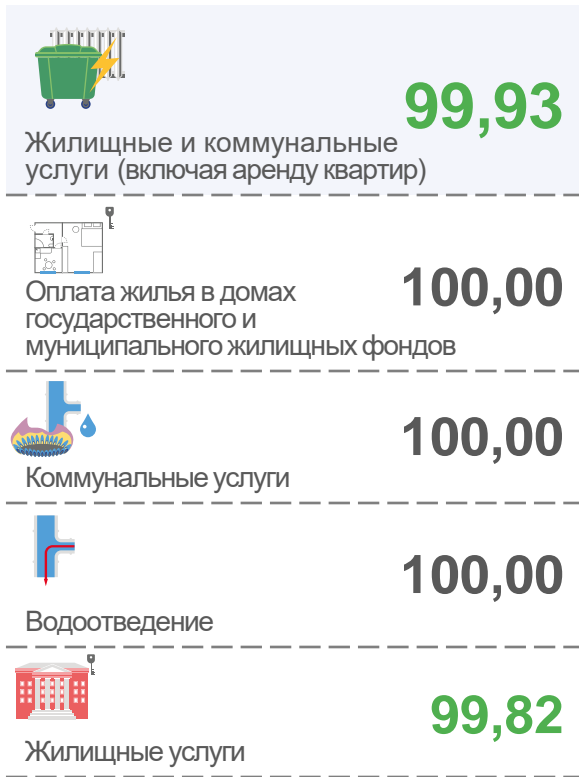 99,93
Жилищные и коммунальные
услуги (включая аренду квартир)
100,00
Оплата жилья в домах
государственного и
муниципального жилищных фондов
100,00
Коммунальные услуги
100,00
Водоотведение
99,82
Жилищные услуги